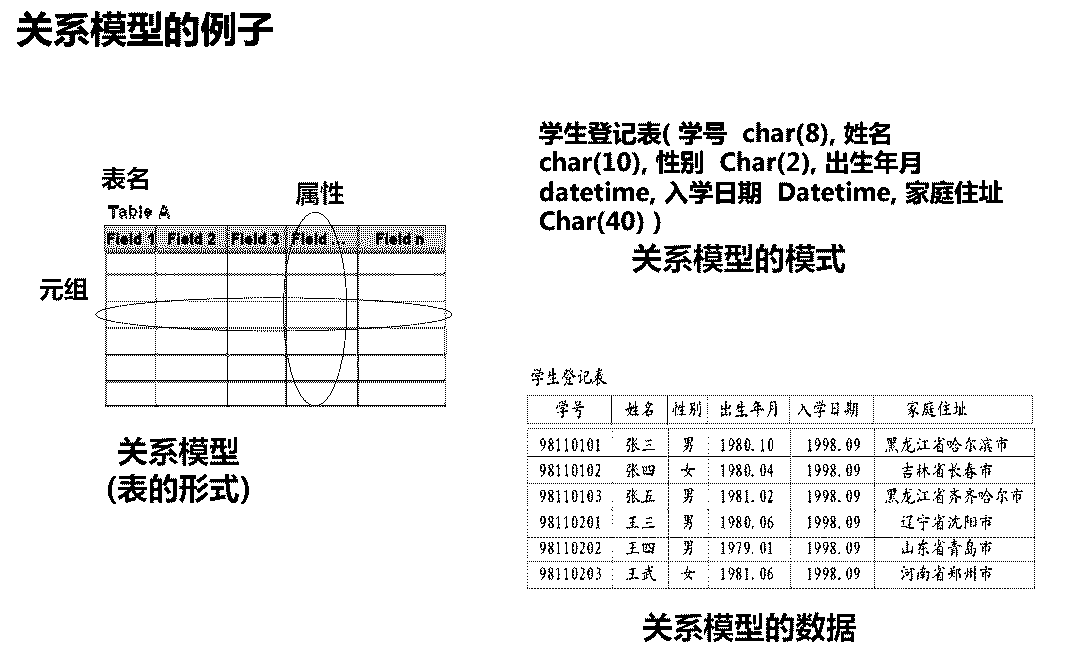 关系模型的例子
表名
属性
Table A
Field 1 Field 2 Field 3 Field ... Field n
元组
关系模型
(表的形式)
学生登记表( 学号 char(8), 姓名
char(10), 性别 Char(2), 出生年月
datetime, 入学日期 Datetime, 家庭住址
Char(40) )
关系模型的模式
学生登记表
学号 姓名 性别 出生年月 入学日期 家庭住址
98110101 张三 男 1980.10 1998.09 黑龙江省哈尔滨市
98110102 张四 女 1980.04 1998.09 吉林省长春市
98110103 张五 男 1981.02 1998.09 黑龙江省齐齐哈尔市
98110201 王三 男 1980.06 1998.09 辽宁省沈阳市
98110202 王四 男 1979.01 1998.09 山东省青岛市
98110203 王武 女 1981.06 1998.09 河南省郑州市
关系模型的数据